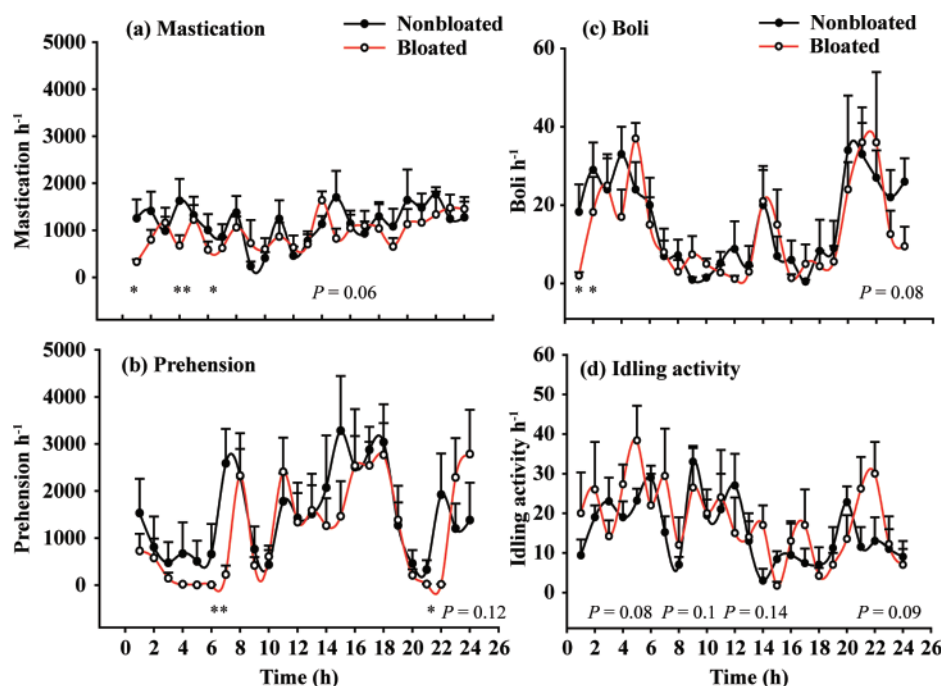 (a) Mastication
Nonbloated
Bloated
5000
4000
3000
2000
1000
0
Mastication h-1
* ** * P = 0.06
(c) Boli
Nonbloated
Bloated
60
40
20
0
Boli h-1
* * P = 0.08
(b) Prehension
5000
4000
3000
2000
1000
0
Prehension h-1
** * P = 0.12
0 2 4 6 8 10 12 14 16 18 20 22 24 26
Time (h)
(d) Idling activity
60
50
40
30
20
10
0
Idling activity h-1
P = 0.08 P = 0.1 P = 0.14 P = 0.09
0 2 4 6 8 10 12 14 16 18 20 22 24 26
Time (h)